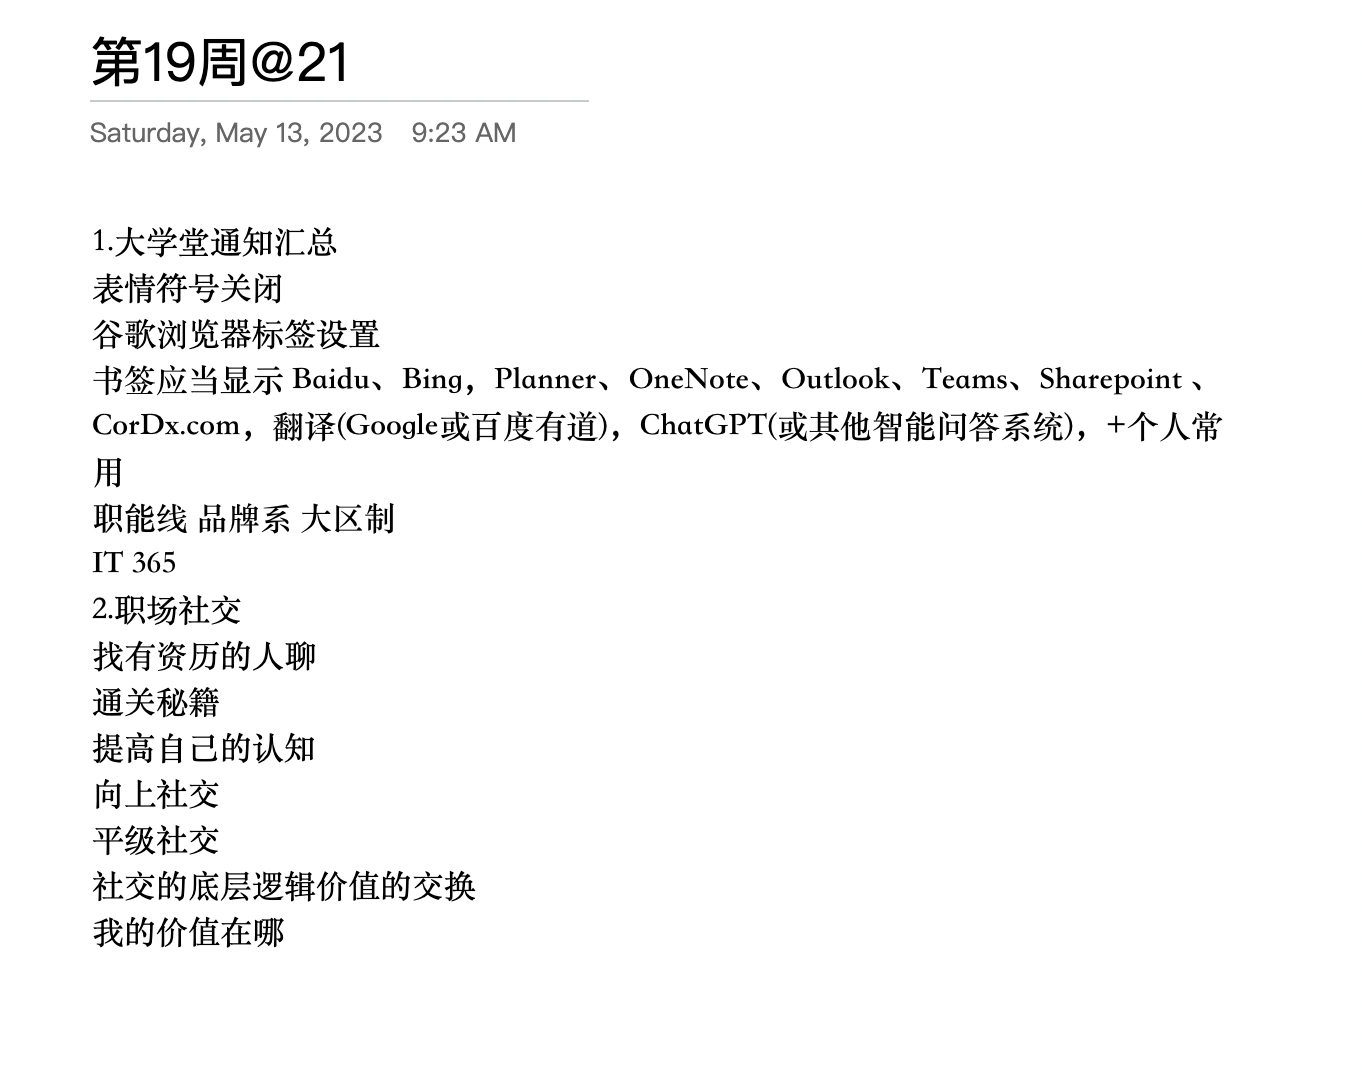 第19周@21
Saturday, May 13, 2023 9:23 AM
1.大学堂通知汇总
表情符号关闭
谷歌浏览器标签设置
书签应当显示 Baidu、Bing，Planner、OneNote、Outlook、Teams、Sharepoint 、
CorDx.com，翻译(Google或百度有道)，ChatGPT(或其他智能问答系统)，+个人常
用
职能线 品牌系 大区制
IT 365
2.职场社交
找有资历的人聊
通关秘籍
提高自己的认知
向上社交
平级社交
社交的底层逻辑价值的交换
我的价值在哪